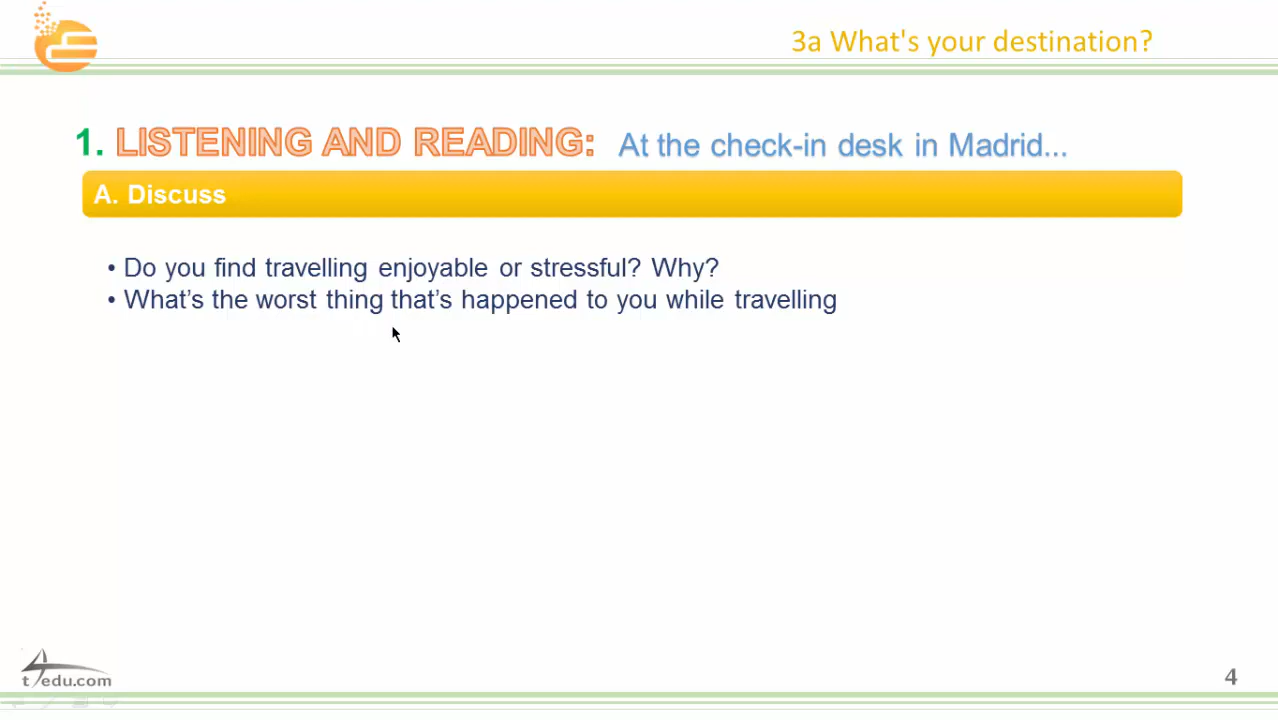 3a What's your destination?
1. LISTENING AND READING: At the check-in desk in Madrid...
A. Discuss
• Do you find travelling enjoyable or stressful? Why?
• What’s the worst thing that’s happened to you while travelling
t4edu.com
4